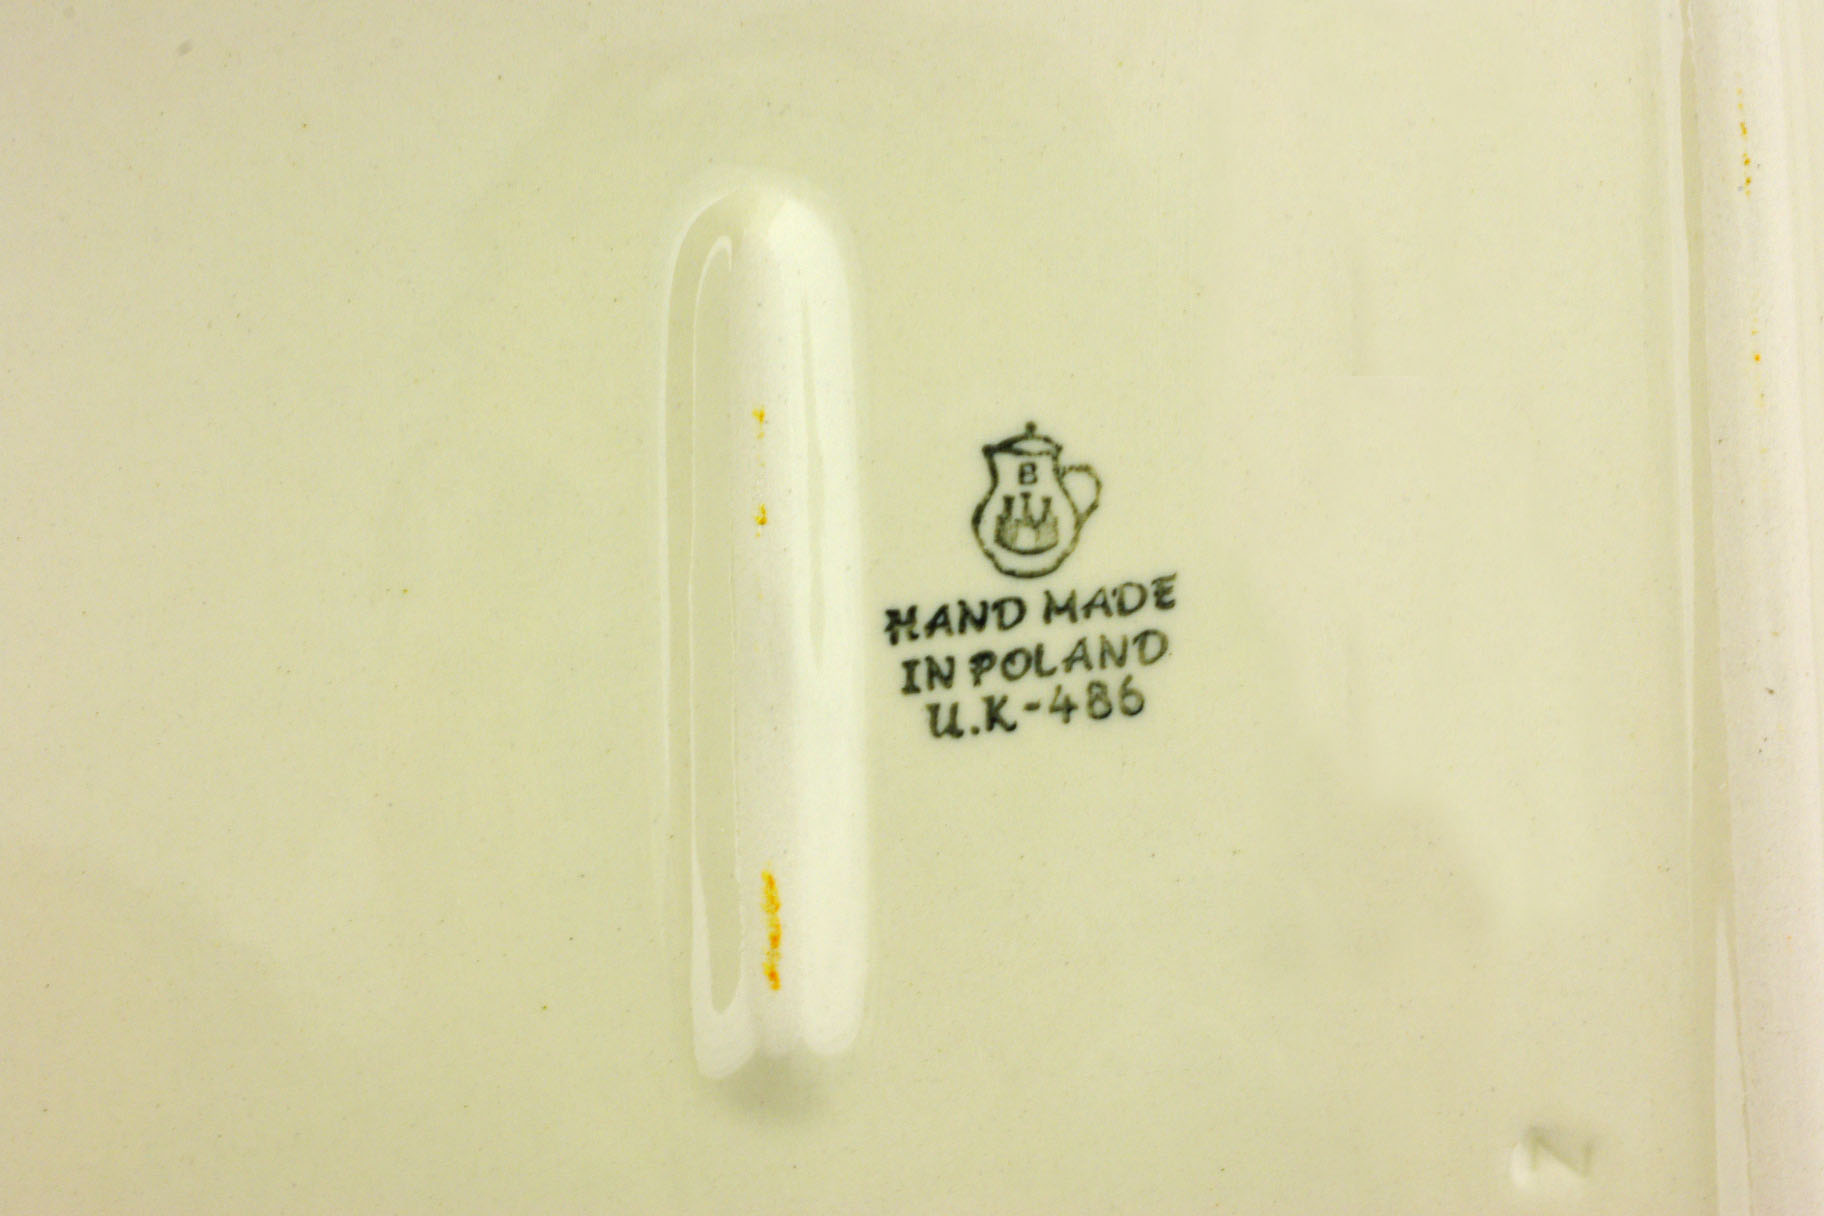 B
HAND MADE
IN POLAND
U.K-486
N